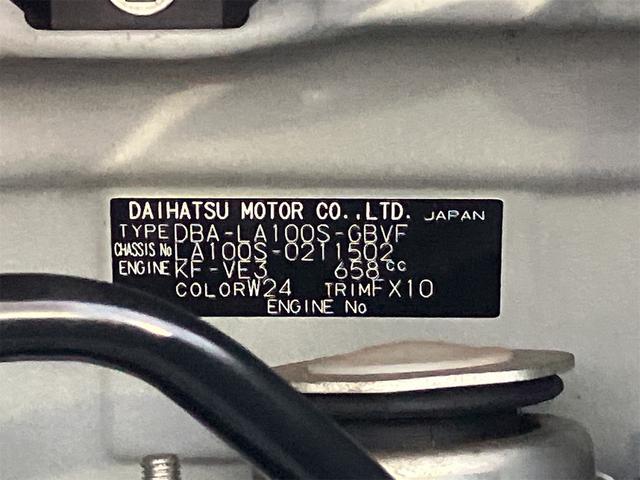 DAIHATSU MOTOR CO.,LTD. JAPAN
TYPE DBA-LA100S-GBVF
CHASSIS No LA100S-0211502
ENGINE KF-VE3 658cc
COLOR W24 TRIM FX10
ENGINE No